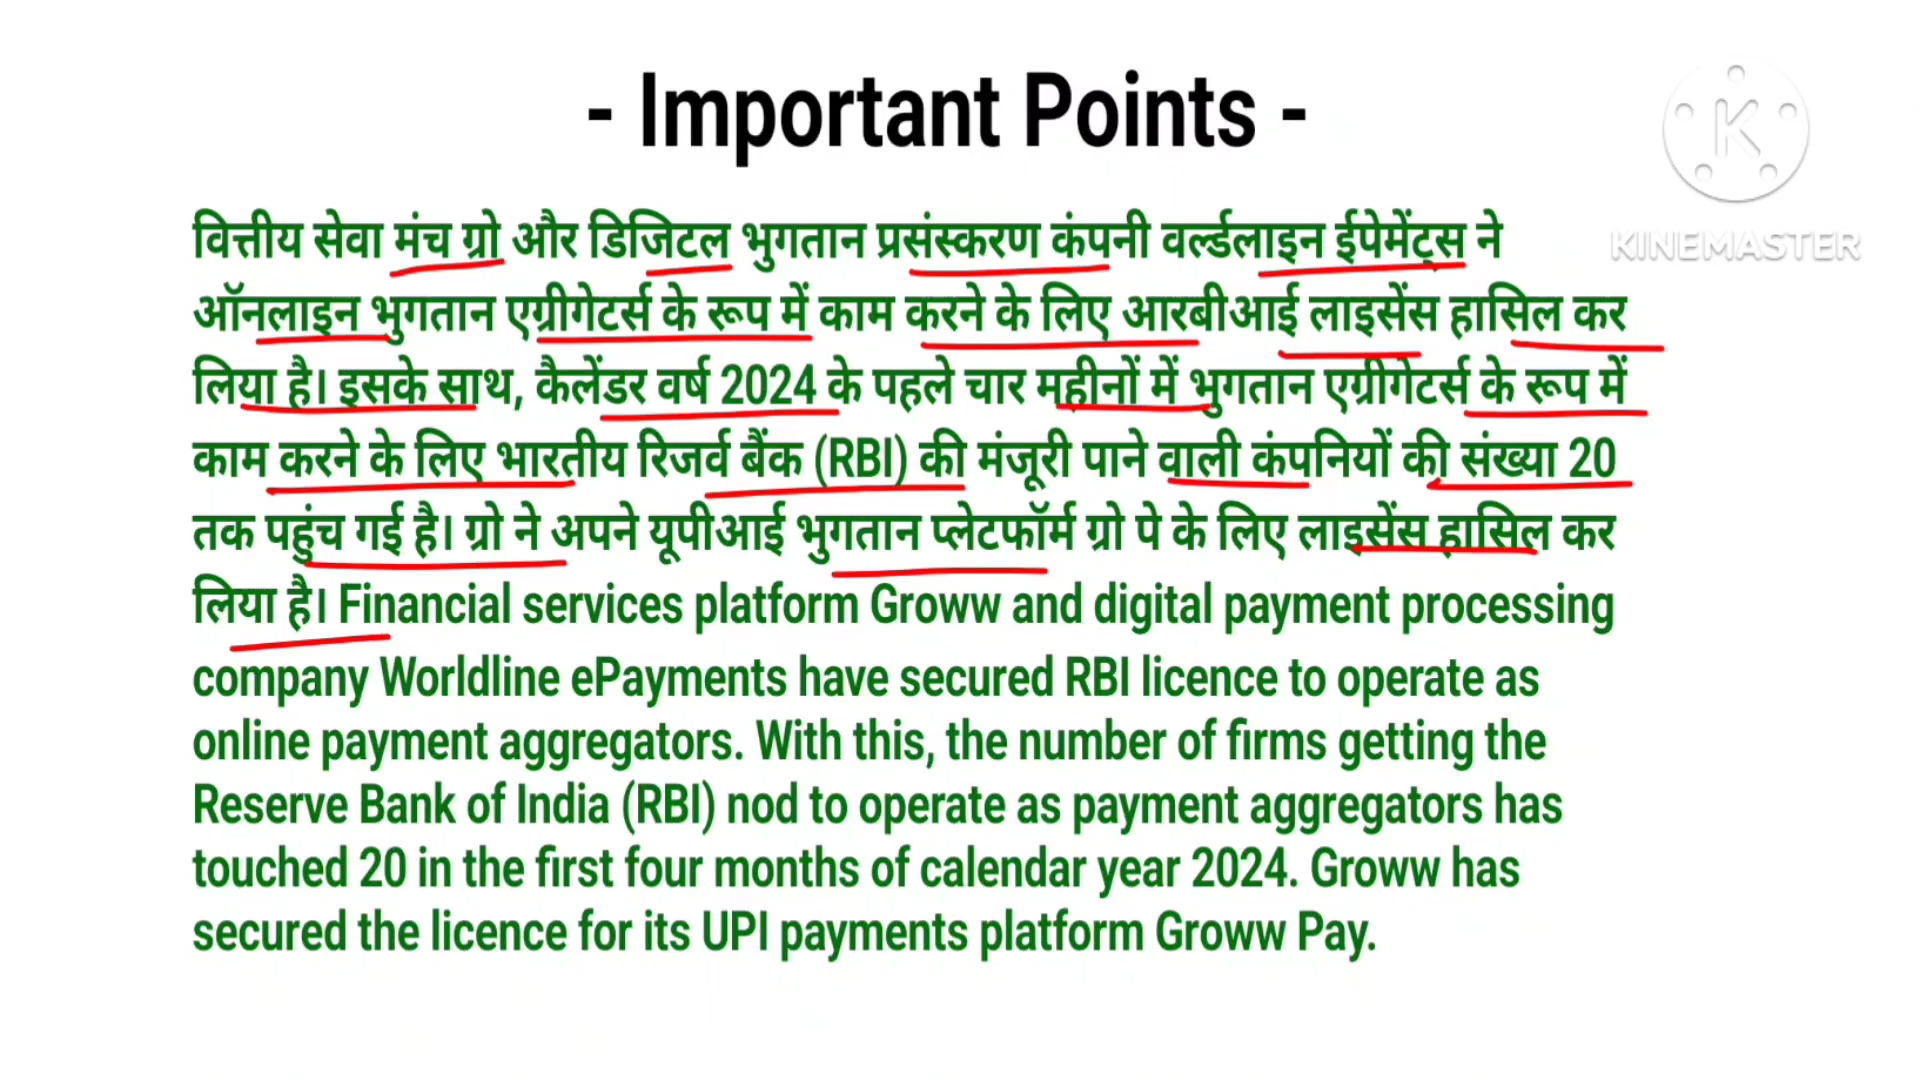 - Important Points -
K
KINEMASTER
वित्तीय सेवा मंच ग्रो और डिजिटल भुगतान प्रसंस्करण कंपनी वर्ल्डलाइन ईपेमेंट्स ने
ऑनलाइन भुगतान एग्रीगेटर्स के रूप में काम करने के लिए आरबीआई लाइसेंस हासिल कर
लिया है। इसके साथ, कैलेंडर वर्ष 2024 के पहले चार महीनों में भुगतान एग्रीगेटर्स के रूप में
काम करने के लिए भारतीय रिजर्व बैंक (RBI) की मंजूरी पाने वाली कंपनियों की संख्या 20
तक पहुंच गई है। ग्रो ने अपने यूपीआई भुगतान प्लेटफॉर्म ग्रो पे के लिए लाइसेंस हासिल कर
लिया है। Financial services platform Groww and digital payment processing
company Worldline ePayments have secured RBI licence to operate as
online payment aggregators. With this, the number of firms getting the
Reserve Bank of India (RBI) nod to operate as payment aggregators has
touched 20 in the first four months of calendar year 2024. Groww has
secured the licence for its UPI payments platform Groww Pay.